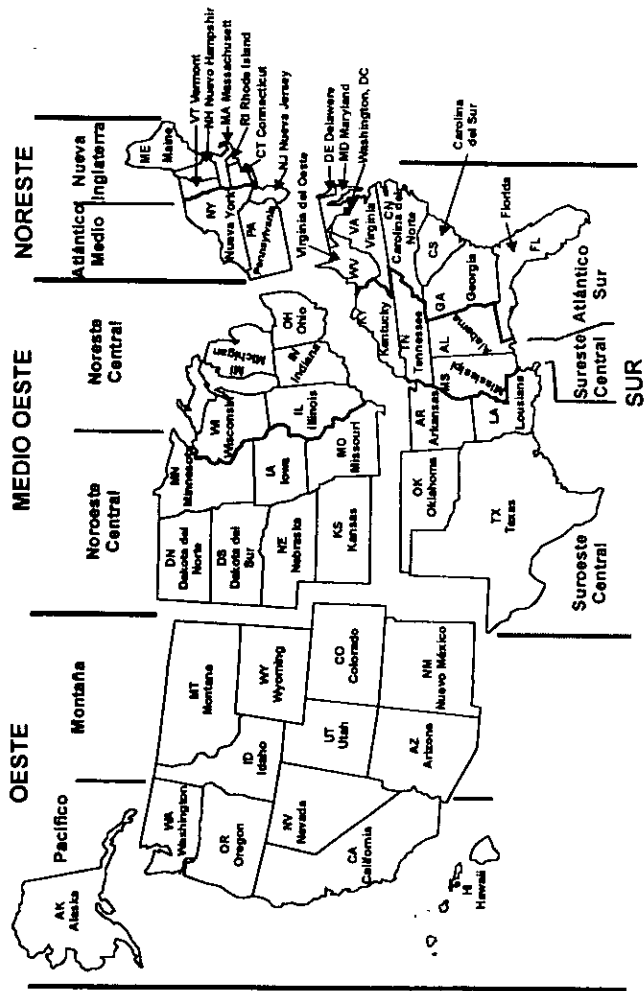 OESTE
MEDIO OESTE
NORESTE
Pacífico
Montaña
Noroeste
Central
Noreste
Central
Atlántico
Medio
Nueva
Inglaterra
AK
Alaska
WA
Washington
OR
Oregon
CA
California
NV
Nevada
ID
Idaho
MT
Montana
WY
Wyoming
UT
Utah
CO
Colorado
AZ
Arizona
NM
Nuevo México
HI
Hawaii
DN
Dakota del
Norte
DS
Dakota del
Sur
NE
Nebraska
KS
Kansas
MN
Minnesota
IA
Iowa
MO
Missouri
WI
Wisconsin
IL
Illinois
MI
Michigan
IN
Indiana
OH
Ohio
NY
Nueva York
PA
Pennsylvania
ME
Maine
VT Vermont
NH Nuevo Hampshir
MA Massachusett
RI Rhode Island
CT Connecticut
NJ Nueva Jersey
DE Delawere
MD Maryland
Washington, DC
Virginia del Oeste
WV
VA
Virginia
KY
Kentucky
TN
Tennessee
CN
Carolina del
Norte
CS
Carolina
del Sur
GA
Georgia
Florida
FL
AL
Alabama
MS
Mississipi
AR
Arkansas
LA
Lousiana
OK
Oklahoma
TX
Texas
Suroeste
Central
Sureste
Central
Atlántico
Sur
SUR